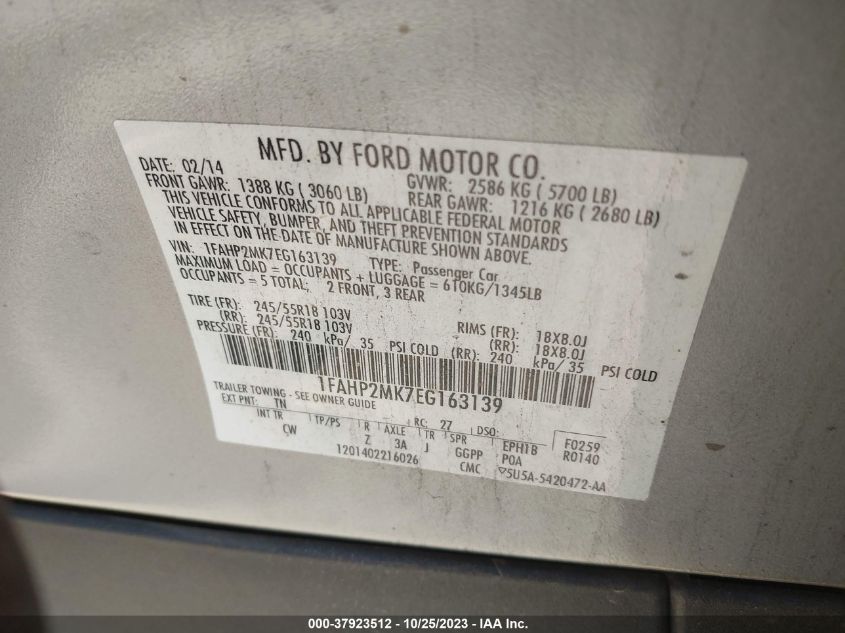 MFD. BY FORD MOTOR CO.
DATE: 02/14 GVWR: 2586 KG ( 5700 LB)
FRONT GAWR: 1388 KG ( 3060 LB) REAR GAWR: 1216 KG ( 2680 LB)
THIS VEHICLE CONFORMS TO ALL APPLICABLE FEDERAL MOTOR
VEHICLE SAFETY, BUMPER, AND THEFT PREVENTION STANDARDS
IN EFFECT ON THE DATE OF MANUFACTURE SHOWN ABOVE.
VIN: 1FAHP2MK7EG163139 TYPE: Passenger Car
MAXIMUM LOAD = OCCUPANTS + LUGGAGE = 610KG/1345LB
OCCUPANTS = 5 TOTAL; 2 FRONT, 3 REAR
TIRE (FR): 245/55R18 103V RIMS (FR): 18X8.0J
(RR): 245/55R18 103V (RR): 18X8.0J
PRESSURE (FR): 240 kPa/ 35 PSI COLD (RR): 240 kPa/ 35 PSI COLD
1FAHP2MK7EG163139
TRAILER TOWING - SEE OWNER GUIDE
EXT PNT: TN RC: 27 DSO: F0259
INT TR TP/PS R AXLE TR SPR EPH1B R0140
CW Z 3A J GGPP POA
1201402216026 CMC 5U5A-5420472-AA
000-37923512 - 10/25/2023 - IAAI Inc.